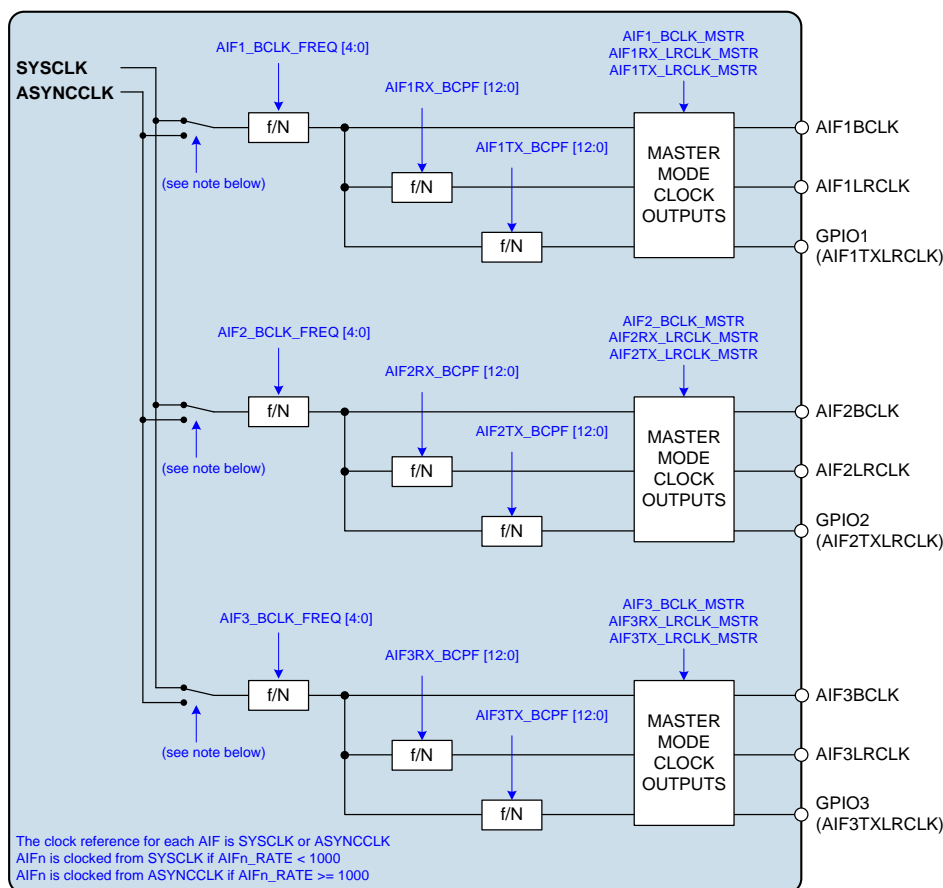 AIF1_BCLK_FREQ [4:0]
AIF1_BCLK_MSTR
AIF1RX_LRCLK_MSTR
AIF1TX_LRCLK_MSTR
SYSCLK
ASYNCCLK
AIF1RX_BCPF [12:0]
AIF1TX_BCPF [12:0]
f/N
f/N
f/N
(see note below)
MASTER
MODE
CLOCK
OUTPUTS
AIF1BCLK
AIF1LRCLK
GPIO1
(AIF1TXLRCLK)
AIF2_BCLK_FREQ [4:0]
AIF2_BCLK_MSTR
AIF2RX_LRCLK_MSTR
AIF2TX_LRCLK_MSTR
AIF2RX_BCPF [12:0]
AIF2TX_BCPF [12:0]
f/N
f/N
f/N
(see note below)
MASTER
MODE
CLOCK
OUTPUTS
AIF2BCLK
AIF2LRCLK
GPIO2
(AIF2TXLRCLK)
AIF3_BCLK_FREQ [4:0]
AIF3_BCLK_MSTR
AIF3RX_LRCLK_MSTR
AIF3TX_LRCLK_MSTR
AIF3RX_BCPF [12:0]
AIF3TX_BCPF [12:0]
f/N
f/N
f/N
(see note below)
MASTER
MODE
CLOCK
OUTPUTS
AIF3BCLK
AIF3LRCLK
GPIO3
(AIF3TXLRCLK)
The clock reference for each AIF is SYSCLK or ASYNCCLK
AIFn is clocked from SYSCLK if AIFn_RATE < 1000
AIFn is clocked from ASYNCCLK if AIFn_RATE >= 1000